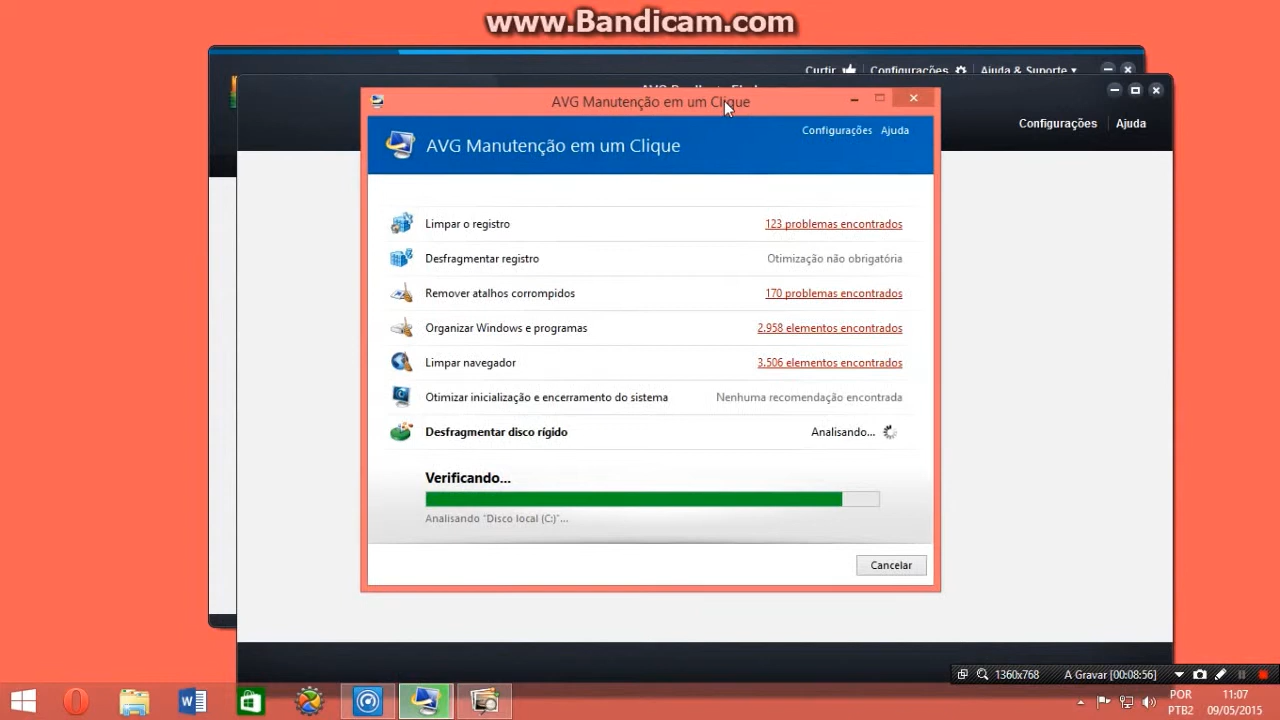 www.Bandicam.com
Curtir Configurações Ajuda & Suporte
AVG Manutenção em um Clique
Configurações Ajuda
Configurações Ajuda
AVG Manutenção em um Clique
Limpar o registro 123 problemas encontrados
Desfragmentar registro Otimização não obrigatória
Remover atalhos corrompidos 170 problemas encontrados
Organizar Windows e programas 2.958 elementos encontrados
Limpar navegador 3.506 elementos encontrados
Otimizar inicialização e encerramento do sistema Nenhuma recomendação encontrada
Desfragmentar disco rígido Analisando...
Verificando...
Analisando "Disco local (C:)"...
Cancelar
1360x768 A Gravar [00:08:56]
POR 11:07
PTB2 09/05/2015